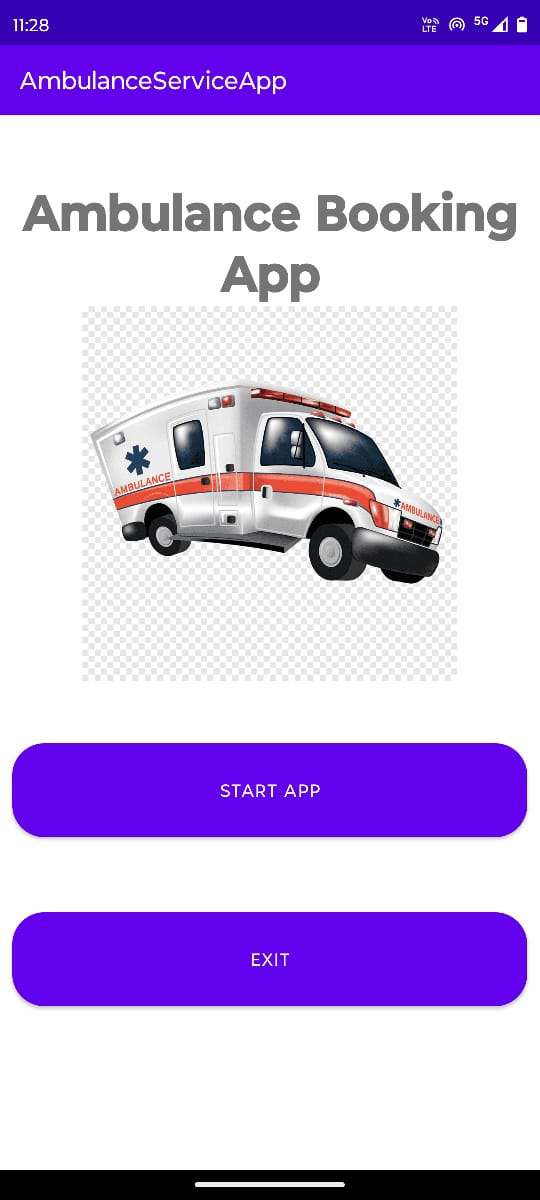 11:28
Vo LTE 5G
AmbulanceServiceApp
Ambulance Booking
App
AMBULANCE
AMBULANCE
START APP
EXIT